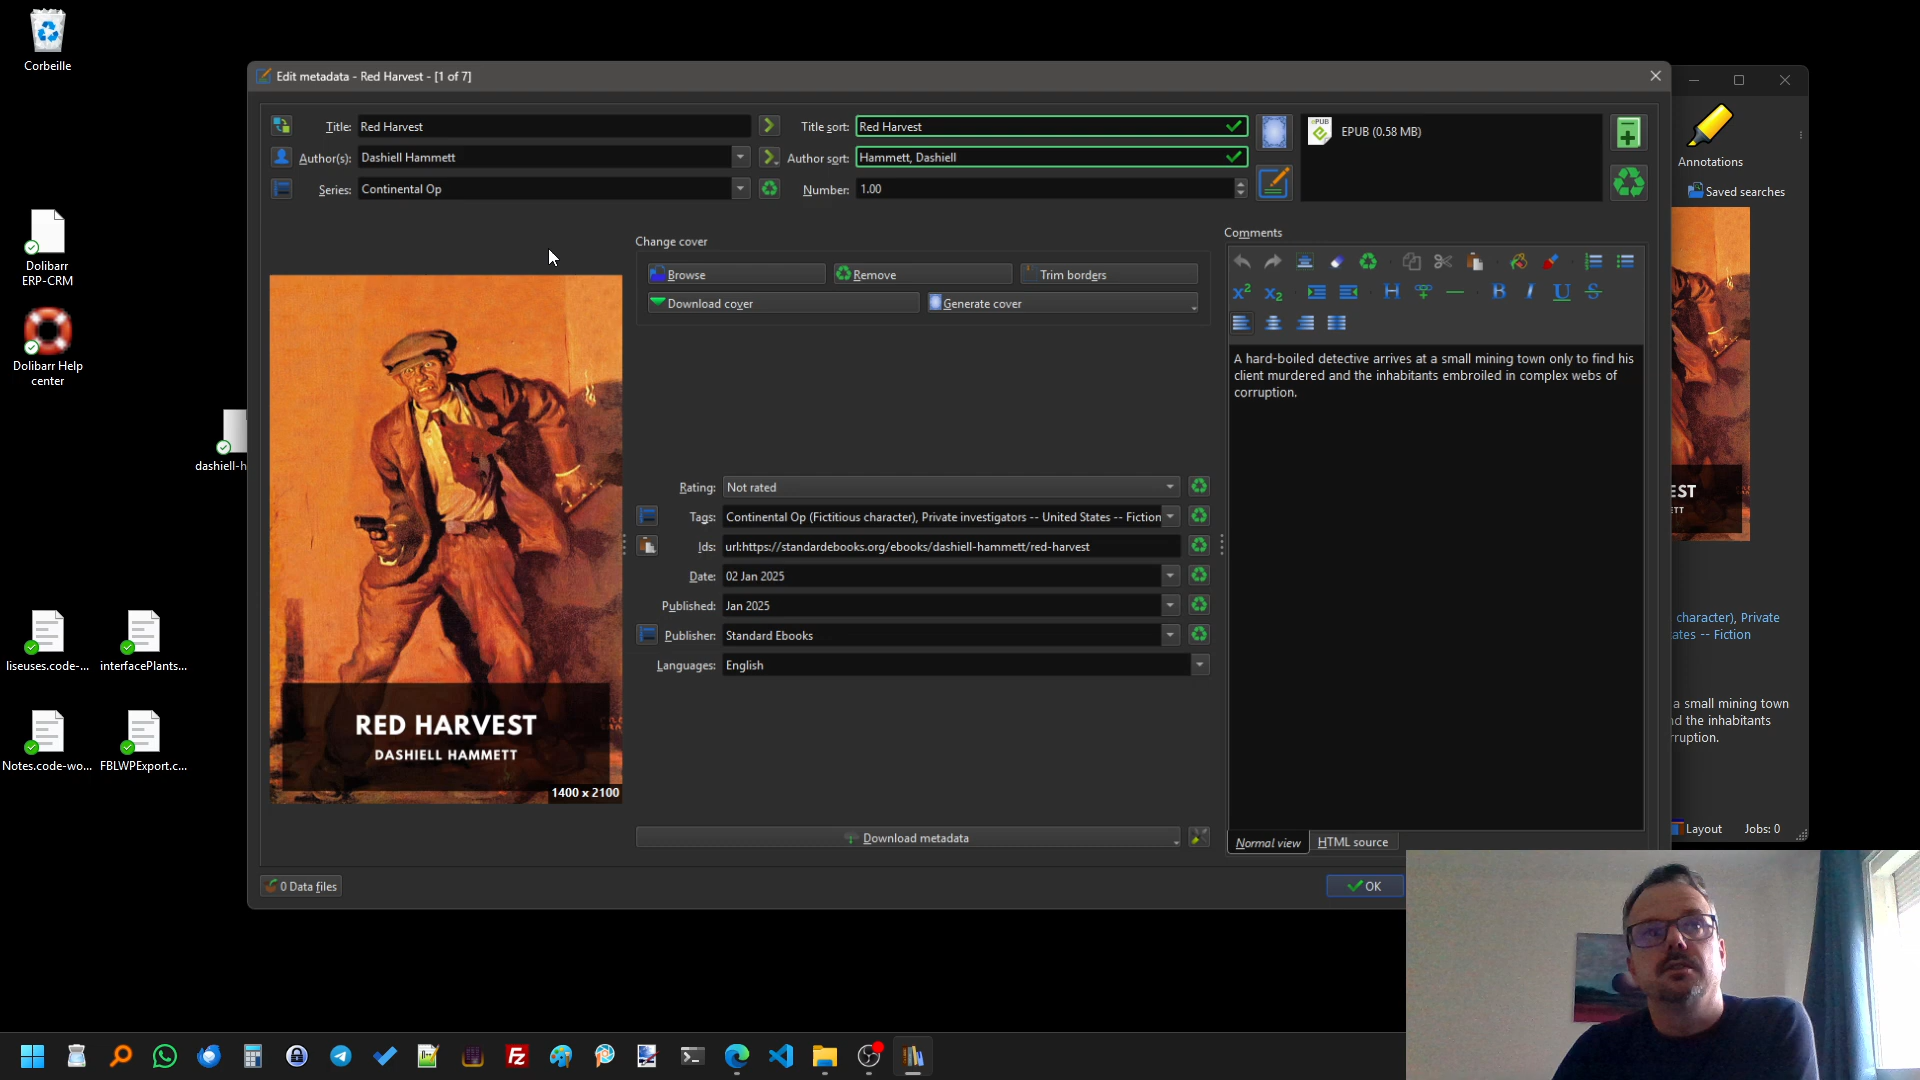 Corbeille
Dolibarr
ERP-CRM
Dolibarr Help
center
dashiell-h
liseuses.code-...
interfacePlants...
Notes.code-wo...
FBLWPExport.c...
Edit metadata - Red Harvest - [1 of 7]
Title: Red Harvest
Title sort: Red Harvest
Author(s): Dashiell Hammett
Author sort: Hammett, Dashiell
Series: Continental Op
Number: 1.00
EPUB
EPUB (0.58 MB)
Change cover
Browse
Remove
Trim borders
Download cover
Generate cover
RED HARVEST
DASHIELL HAMMETT
1400 x 2100
Rating: Not rated
Tags: Continental Op (Fictitious character), Private investigators -- United States -- Fiction
Ids: url:https://standardebooks.org/ebooks/dashiell-hammett/red-harvest
Date: 02 Jan 2025
Published: Jan 2025
Publisher: Standard Ebooks
Languages: English
Download metadata
Comments
A hard-boiled detective arrives at a small mining town only to find his
client murdered and the inhabitants embroiled in complex webs of
corruption.
Normal view
HTML source
0 Data files
OK
Annotations
Saved searches
EST
ETT
character), Private
ates -- Fiction
a small mining town
nd the inhabitants
rruption.
Layout
Jobs: 0